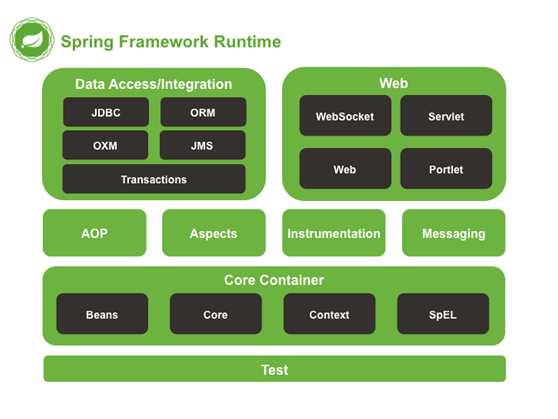 Spring Framework Runtime
Data Access/Integration
JDBC
ORM
OXM
JMS
Transactions
Web
WebSocket
Servlet
Web
Portlet
AOP
Aspects
Instrumentation
Messaging
Core Container
Beans
Core
Context
SpEL
Test